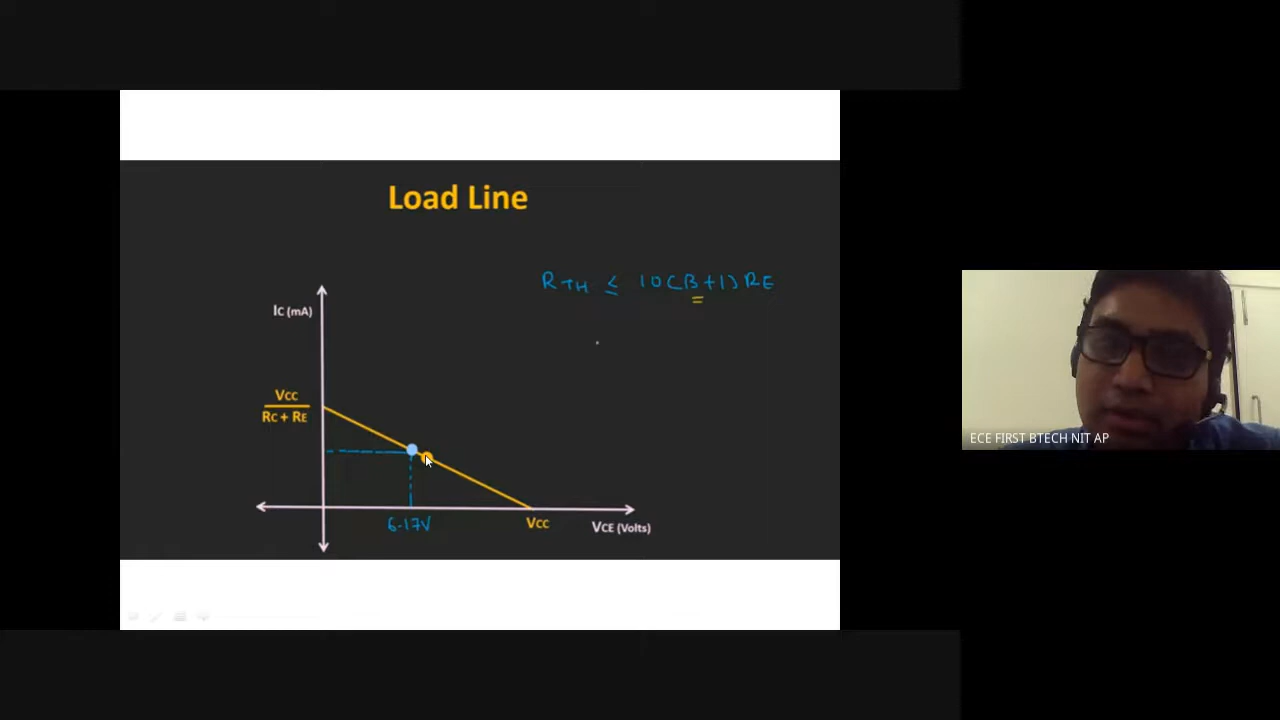 Load Line
RTH ≤ 10(β+1)RE
IC (mA)
VCC
RC + RE
6.17V
VCC
VCE (Volts)
ECE FIRST BTECH NIT AP